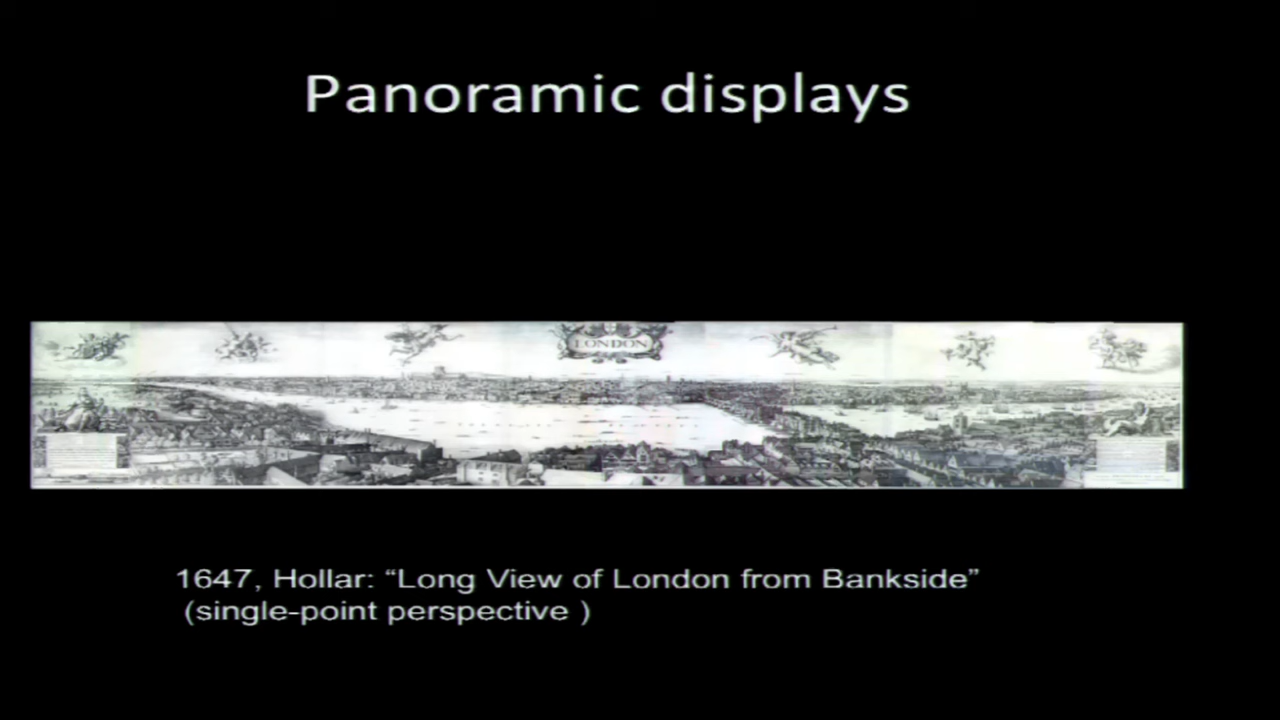 Panoramic displays
LONDON
1647, Hollar: “Long View of London from Bankside”
(single-point perspective )